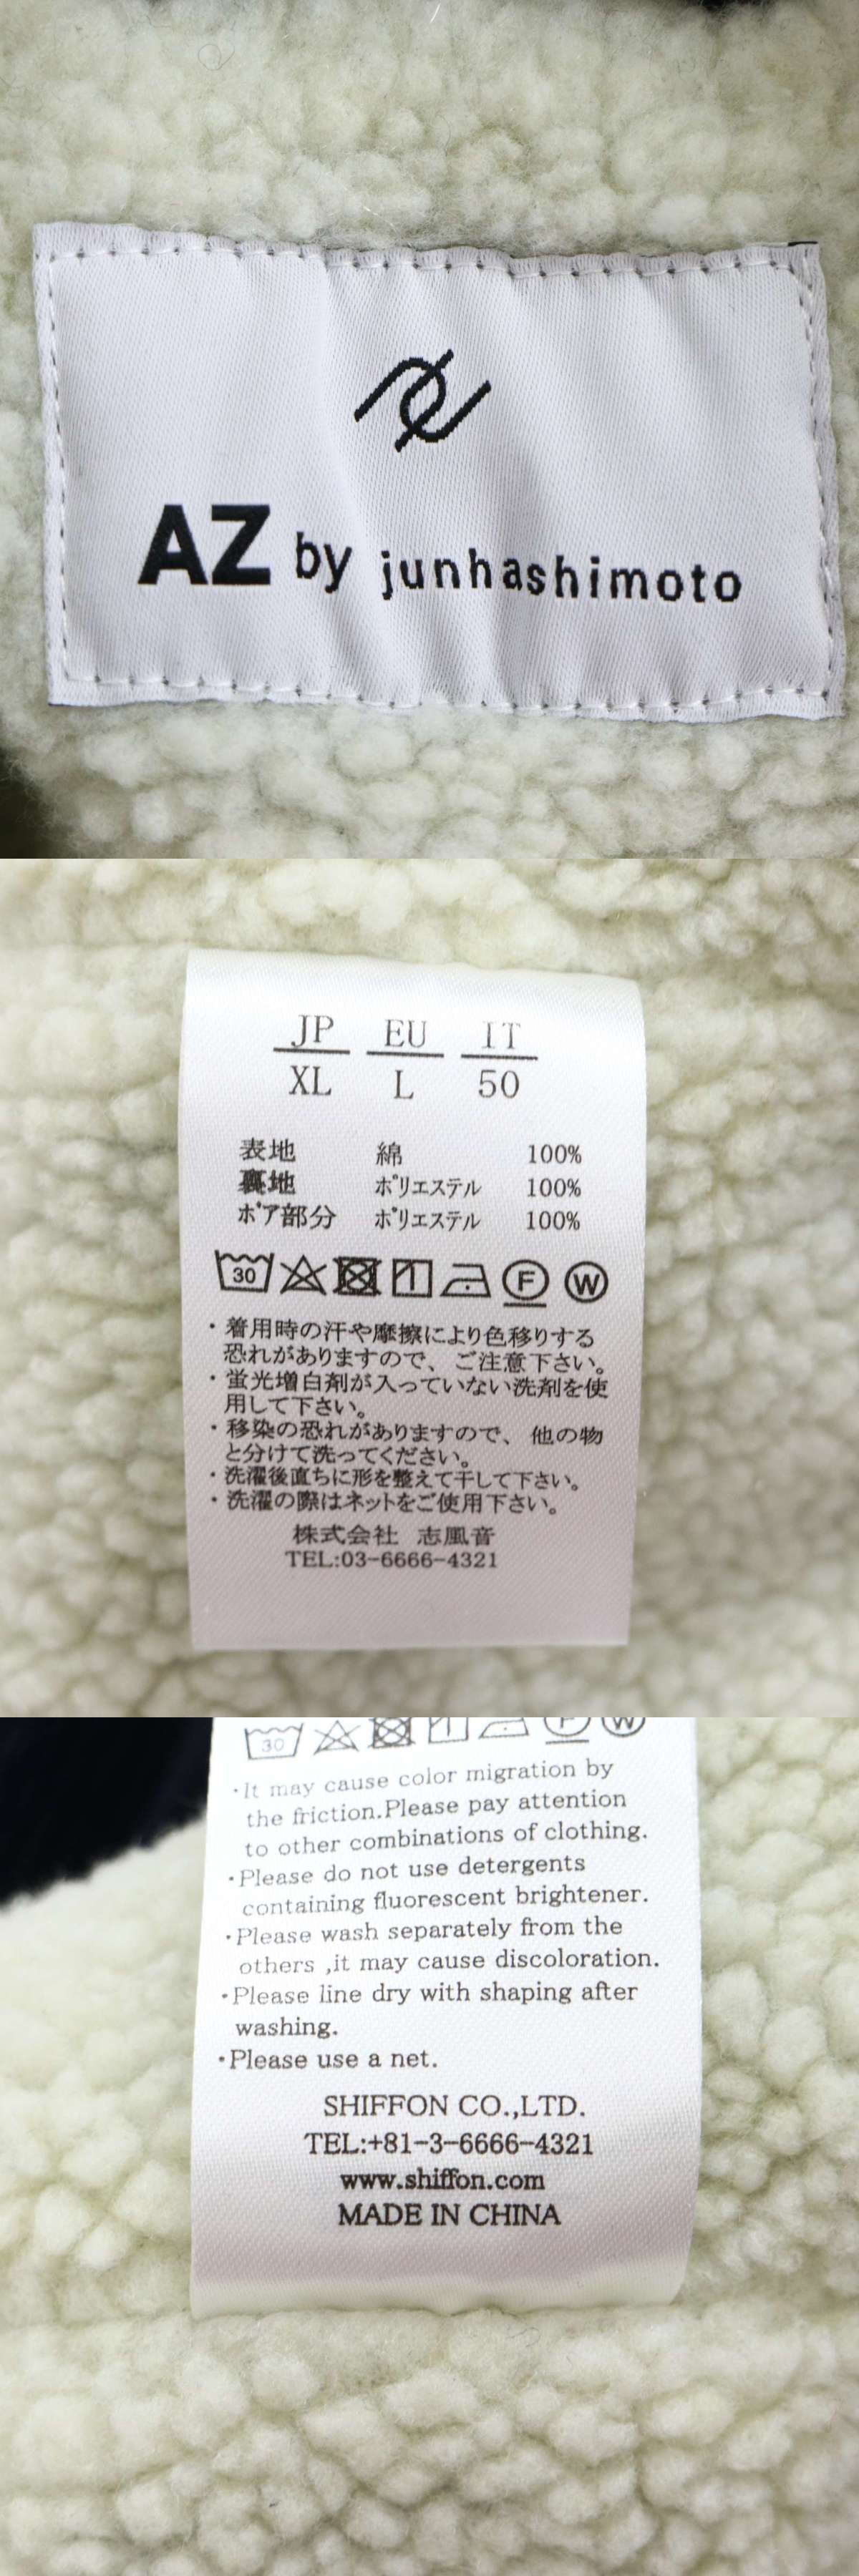 AZ by junhashimoto
JP EU IT
XL L 50
表地 綿 100%
裏地 ポリエステル 100%
ボア部分 ポリエステル 100%
30 F W
・着用時の汗や摩擦により色移りする
恐れがありますので、ご注意下さい。
・蛍光増白剤が入っていない洗剤を使
用して下さい。
・移染の恐れがありますので、他の物
と分けて洗ってください。
・洗濯後直ちに形を整えて干して下さい。
・洗濯の際はネットをご使用下さい。
株式会社 志風音
TEL:03-6666-4321
30 F W
・It may cause color migration by
the friction.Please pay attention
to other combinations of clothing.
・Please do not use detergents
containing fluorescent brightener.
・Please wash separately from the
others ,it may cause discoloration.
・Please line dry with shaping after
washing.
・Please use a net.
SHIFFON CO.,LTD.
TEL:+81-3-6666-4321
www.shiffon.com
MADE IN CHINA